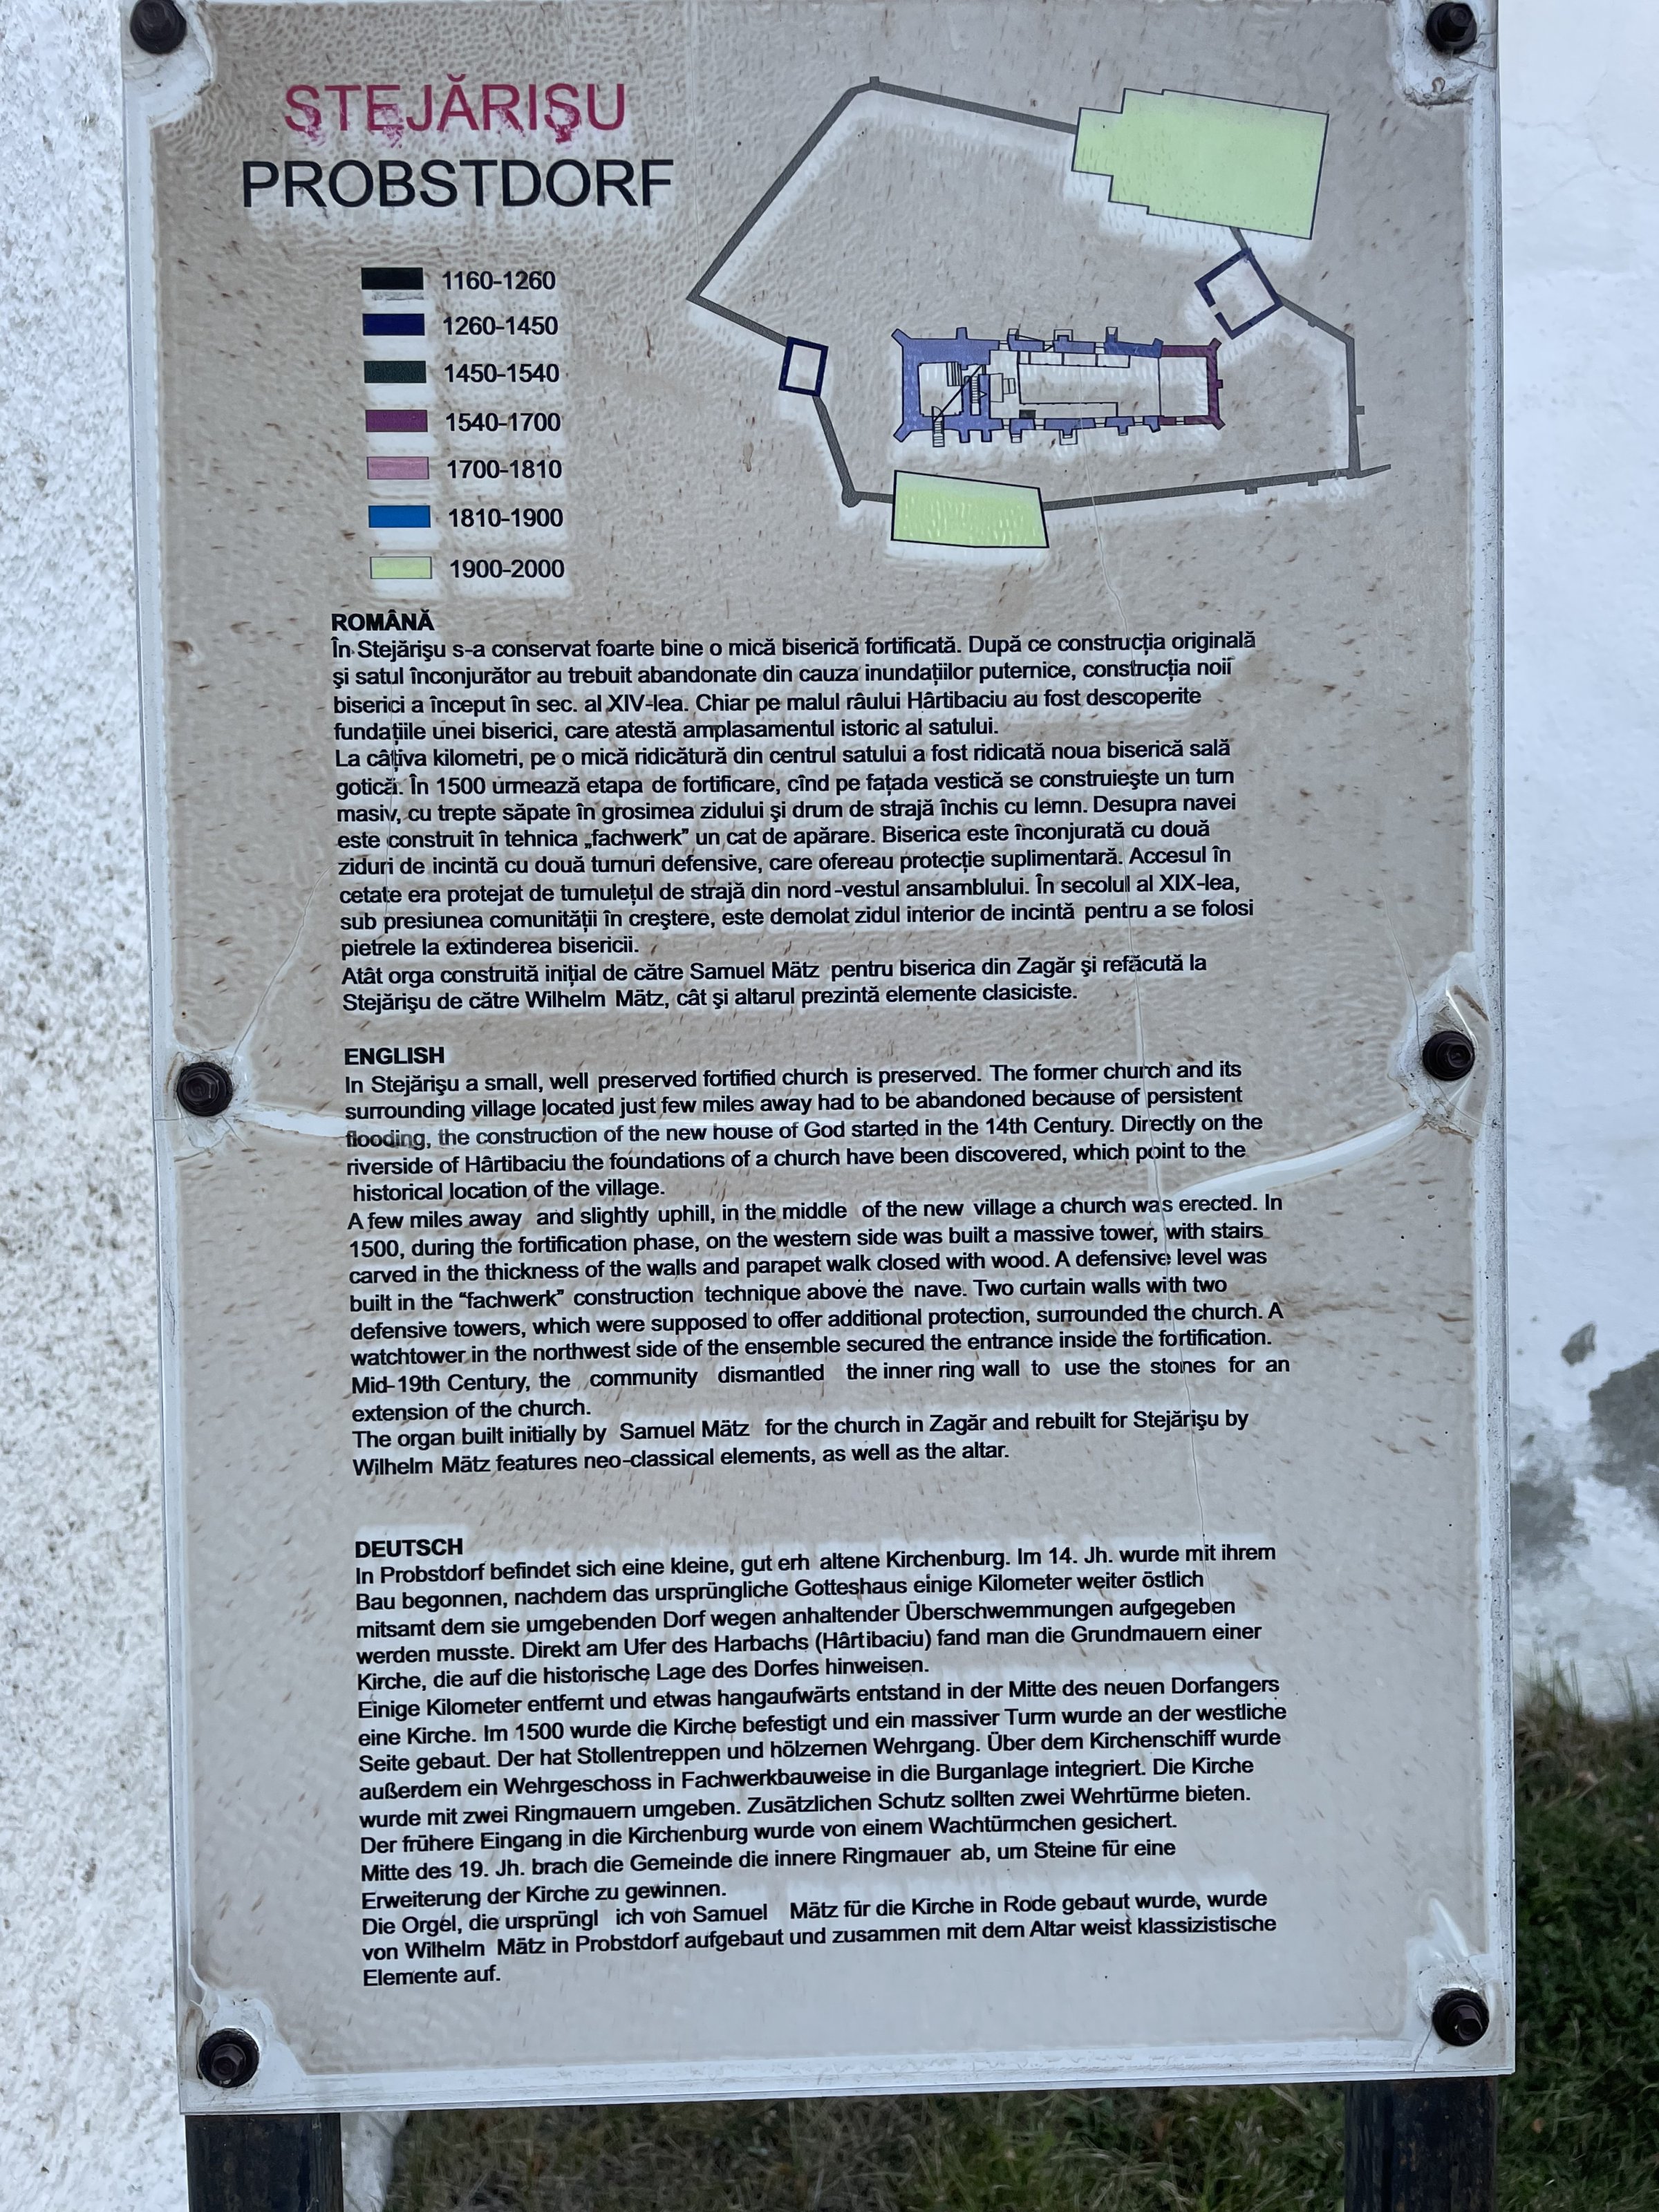 STEJĂRIŞU
PROBSTDORF
1160-1260
1260-1450
1450-1540
1540-1700
1700-1810
1810-1900
1900-2000
ROMÂNĂ
În Stejărişu s-a conservat foarte bine o mică biserică fortificată. După ce construcţia originală
şi satul înconjurător au trebuit abandonate din cauza inundaţiilor puternice, construcţia noii
biserici a început în sec. al XIV-lea. Chiar pe malul râului Hârtibaciu au fost descoperite
fundaţiile unei biserici, care atestă amplasamentul istoric al satului.
La câţiva kilometri, pe o mică ridicătură din centrul satului a fost ridicată noua biserică sală
gotică. În 1500 urmează etapa de fortificare, cînd pe faţada vestică se construieşte un turn
masiv, cu trepte săpate în grosimea zidului şi drum de strajă închis cu lemn. Desupra navei
este construit în tehnica „fachwerk” un cat de apărare. Biserica este înconjurată cu două
ziduri de incintă cu două turnuri defensive, care ofereau protecţie suplimentară. Accesul în
cetate era protejat de turnuleţul de strajă din nord-vestul ansamblului. În secolul al XIX-lea,
sub presiunea comunităţii în creştere, este demolat zidul interior de incintă pentru a se folosi
pietrele la extinderea bisericii.
Atât orga construită iniţial de către Samuel Mätz pentru biserica din Zagăr şi refăcută la
Stejărişu de către Wilhelm Mätz, cât şi altarul prezintă elemente clasiciste.
ENGLISH
In Stejărişu a small, well preserved fortified church is preserved. The former church and its
surrounding village located just few miles away had to be abandoned because of persistent
flooding, the construction of the new house of God started in the 14th Century. Directly on the
riverside of Hârtibaciu the foundations of a church have been discovered, which point to the
historical location of the village.
A few miles away and slightly uphill, in the middle of the new village a church was erected. In
1500, during the fortification phase, on the western side was built a massive tower, with stairs
carved in the thickness of the walls and parapet walk closed with wood. A defensive level was
built in the “fachwerk” construction technique above the nave. Two curtain walls with two
defensive towers, which were supposed to offer additional protection, surrounded the church. A
watchtower in the northwest side of the ensemble secured the entrance inside the fortification.
Mid-19th Century, the community dismantled the inner ring wall to use the stones for an
extension of the church.
The organ built initially by Samuel Mätz for the church in Zagăr and rebuilt for Stejărişu by
Wilhelm Mätz features neo-classical elements, as well as the altar.
DEUTSCH
In Probstdorf befindet sich eine kleine, gut erh altene Kirchenburg. Im 14. Jh. wurde mit ihrem
Bau begonnen, nachdem das ursprüngliche Gotteshaus einige Kilometer weiter östlich
mitsamt dem sie umgebenden Dorf wegen anhaltender Überschwemmungen aufgegeben
werden musste. Direkt am Ufer des Harbachs (Hârtibaciu) fand man die Grundmauern einer
Kirche, die auf die historische Lage des Dorfes hinweisen.
Einige Kilometer entfernt und etwas hangaufwärts entstand in der Mitte des neuen Dorfangers
eine Kirche. Im 1500 wurde die Kirche befestigt und ein massiver Turm wurde an der westliche
Seite gebaut. Der hat Stollentreppen und hölzernen Wehrgang. Über dem Kirchenschiff wurde
außerdem ein Wehrgeschoss in Fachwerkbauweise in die Burganlage integriert. Die Kirche
wurde mit zwei Ringmauern umgeben. Zusätzlichen Schutz sollten zwei Wehrtürme bieten.
Der frühere Eingang in die Kirchenburg wurde von einem Wachtürmchen gesichert.
Mitte des 19. Jh. brach die Gemeinde die innere Ringmauer ab, um Steine für eine
Erweiterung der Kirche zu gewinnen.
Die Orgel, die ursprüngl ich von Samuel Mätz für die Kirche in Rode gebaut wurde, wurde
von Wilhelm Mätz in Probstdorf aufgebaut und zusammen mit dem Altar weist klassizistische
Elemente auf.